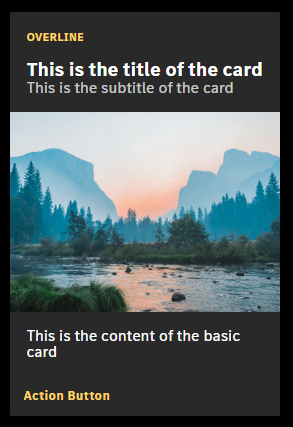 OVERLINE
This is the title of the card
This is the subtitle of the card
This is the content of the basic
card
Action Button